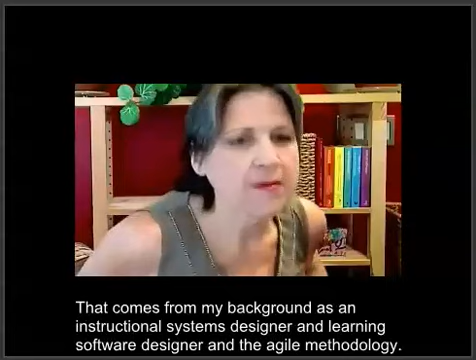 That comes from my background as an
instructional systems designer and learning
software designer and the agile methodology.